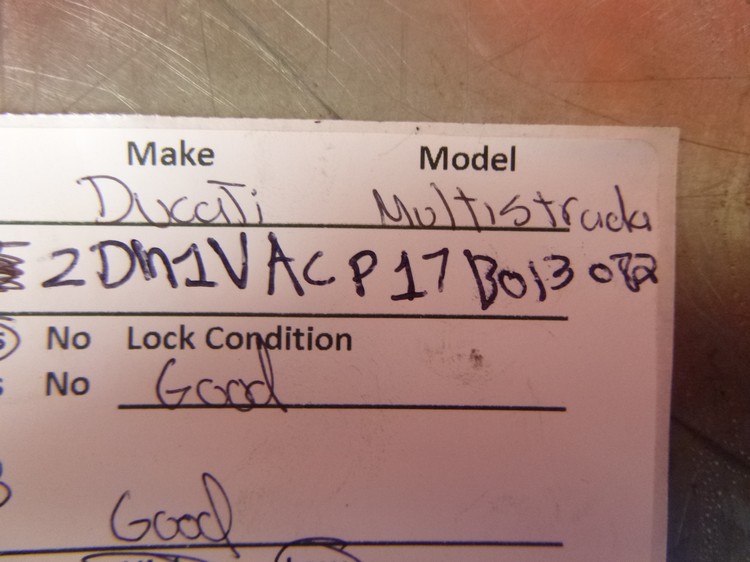 Make Model
Ducati Multistrada
2DM1VACP17B013082
No Lock Condition
No Good
Good